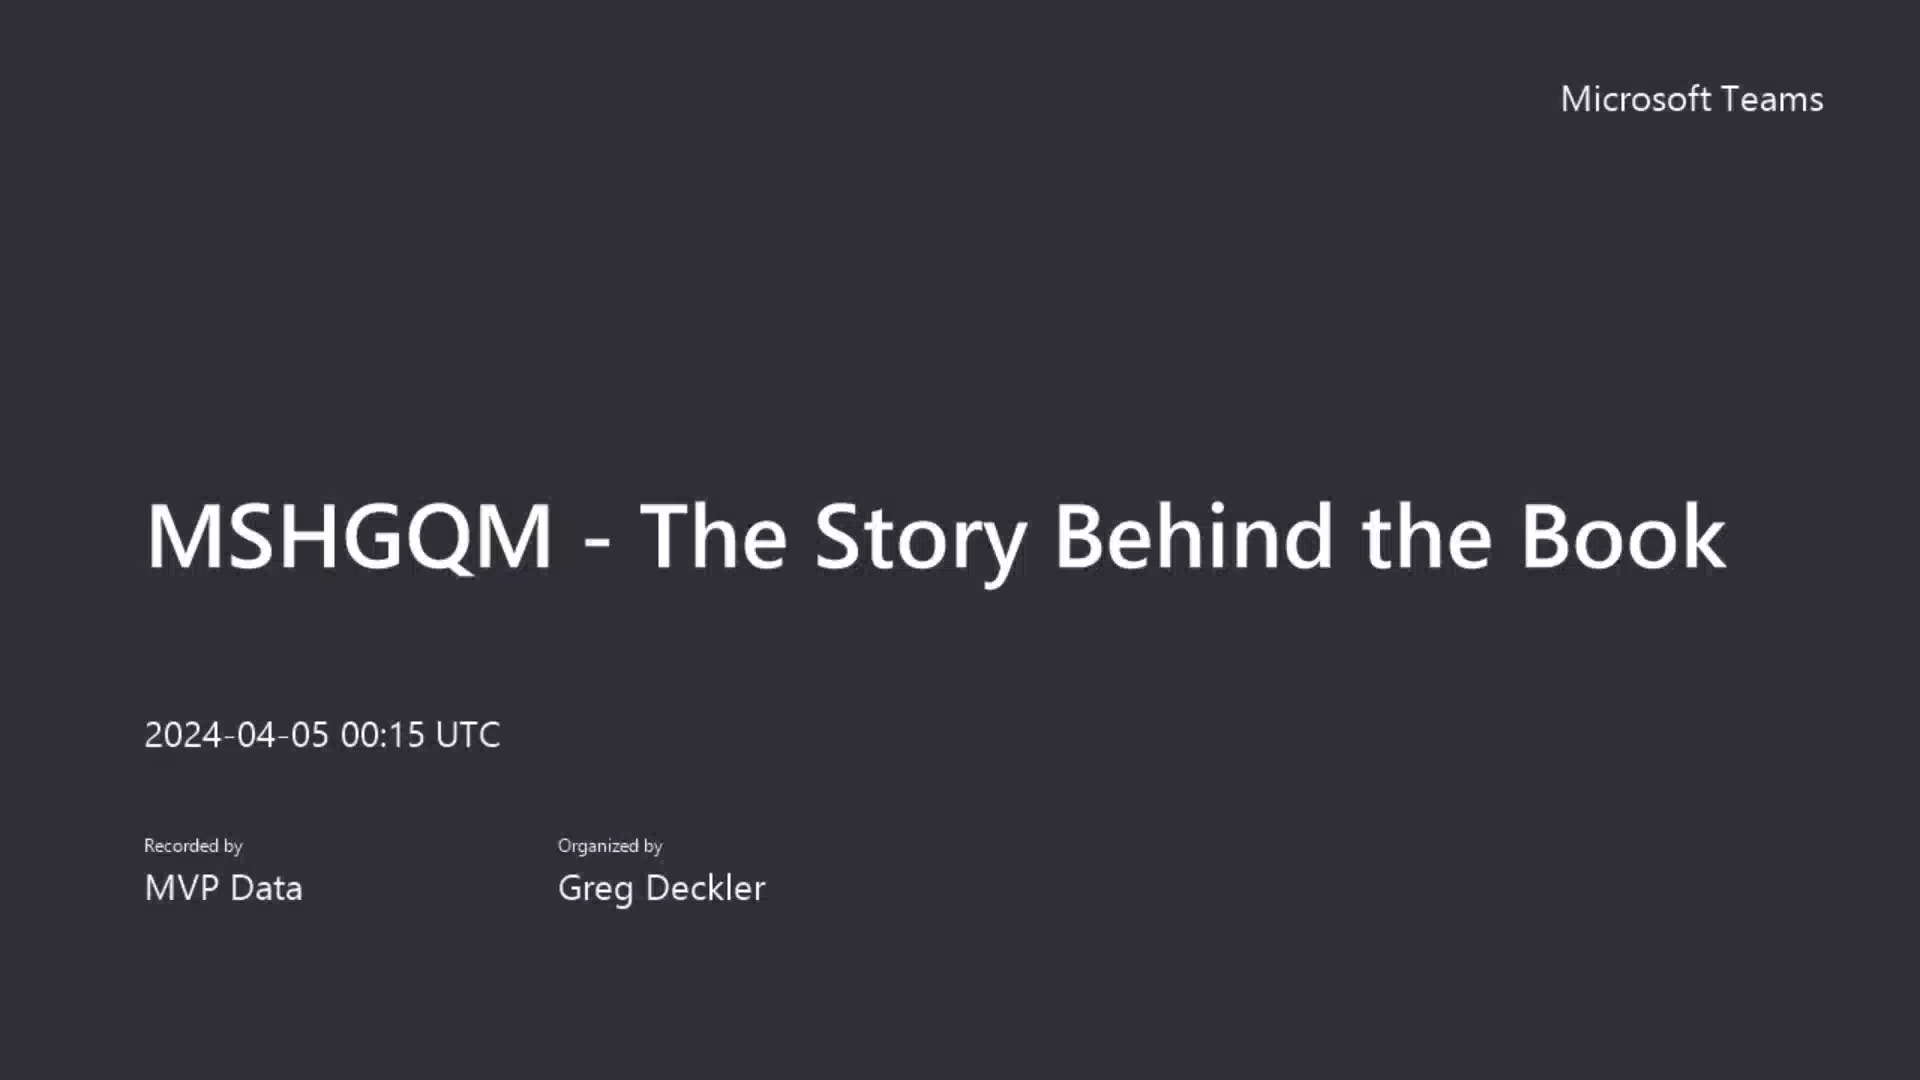 Microsoft Teams
MSHGQM - The Story Behind the Book
2024-04-05 00:15 UTC
Recorded by
MVP Data
Organized by
Greg Deckler